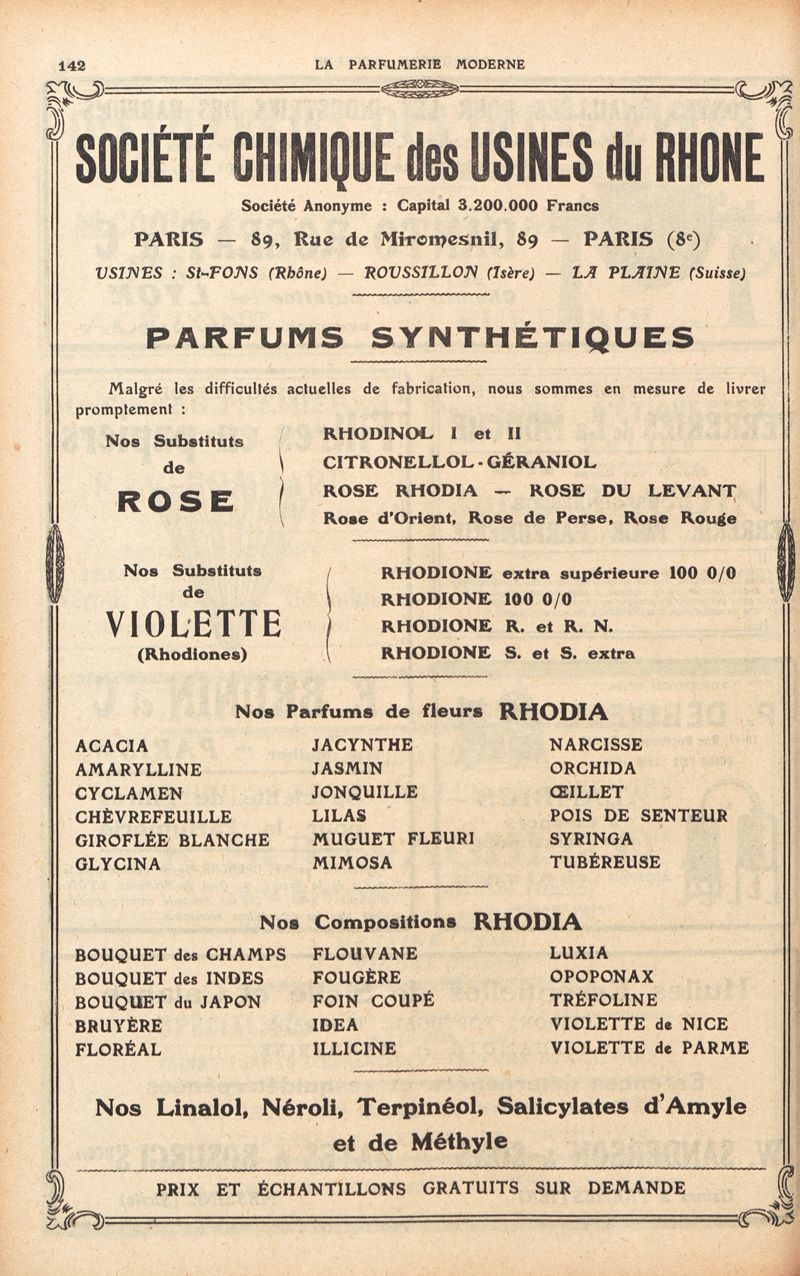 142
LA PARFUMERIE MODERNE
SOCIÉTÉ CHIMIQUE des USINES du RHONE
Société Anonyme : Capital 3.200.000 Francs
PARIS — 89, Rue de Miromesnil, 89 — PARIS (8e)
USINES : St-FONS (Rhône) — ROUSSILLON (Isère) — LA PLAINE (Suisse)
PARFUMS SYNTHÉTIQUES
Malgré les difficultés actuelles de fabrication, nous sommes en mesure de livrer
promptement :
Nos Substituts
de
ROSE
RHODINOL I et II
CITRONELLOL-GÉRANIOL
ROSE RHODIA — ROSE DU LEVANT
Rose d'Orient, Rose de Perse, Rose Rouge
Nos Substituts
de
VIOLETTE
(Rhodiones)
RHODIONE extra supérieure 100 0/0
RHODIONE 100 0/0
RHODIONE R. et R. N.
RHODIONE S. et S. extra
Nos Parfums de fleurs RHODIA
ACACIA
AMARYLLINE
CYCLAMEN
CHÈVREFEUILLE
GIROFLÉE BLANCHE
GLYCINA
JACYNTHE
JASMIN
JONQUILLE
LILAS
MUGUET FLEURI
MIMOSA
NARCISSE
ORCHIDA
ŒILLET
POIS DE SENTEUR
SYRINGA
TUBÉREUSE
Nos Compositions RHODIA
BOUQUET des CHAMPS
BOUQUET des INDES
BOUQUET du JAPON
BRUYÈRE
FLORÉAL
FLOUVANE
FOUGÈRE
FOIN COUPÉ
IDEA
ILLICINE
LUXIA
OPOPONAX
TRÉFOLINE
VIOLETTE de NICE
VIOLETTE de PARME
Nos Linalol, Néroli, Terpinéol, Salicylates d'Amyle
et de Méthyle
PRIX ET ÉCHANTILLONS GRATUITS SUR DEMANDE